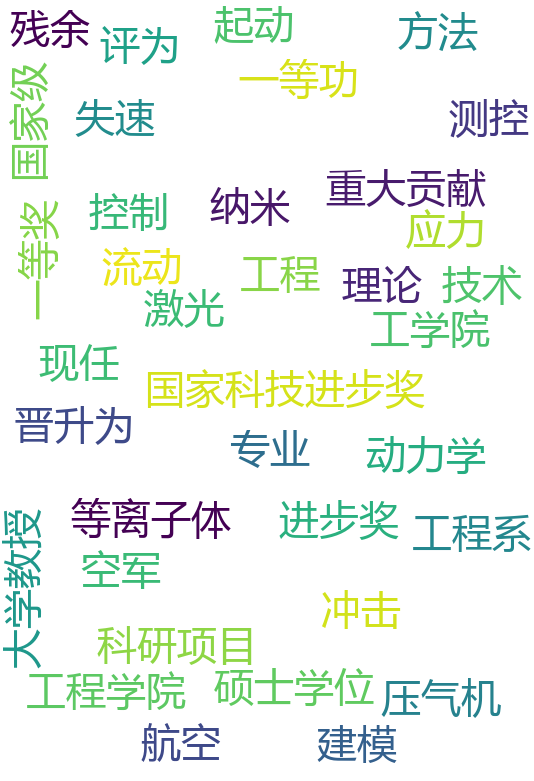 残余
评为
起动
方法
一等功
国家级
失速
测控
重大贡献
控制
纳米
一等奖
应力
流动
工程
理论
技术
激光
工学院
现任
国家科技进步奖
晋升为
专业
动力学
等离子体
进步奖
工程系
大学教授
空军
冲击
科研项目
工程学院
硕士学位
压气机
航空
建模